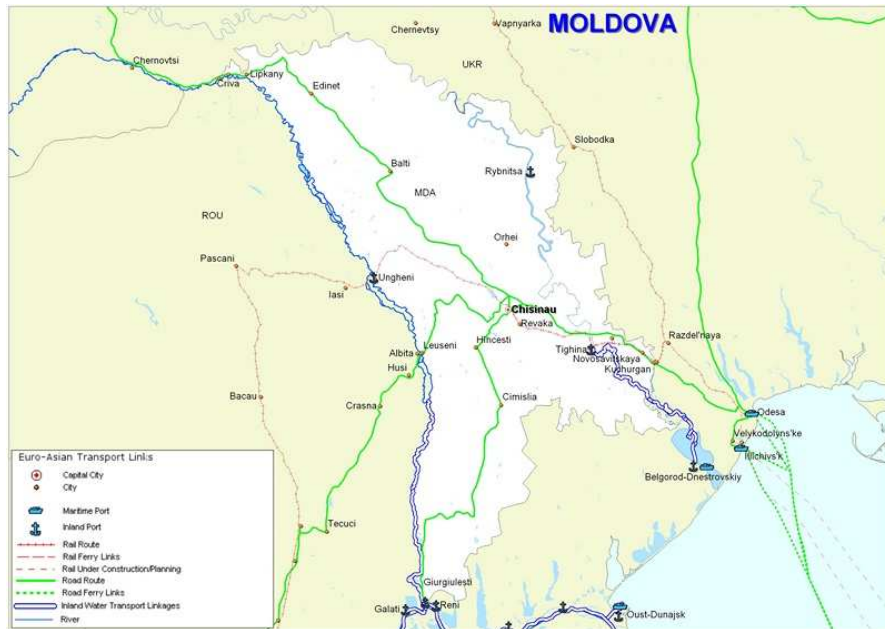 MOLDOVA
Chernevtsy
Vapnyarka
Chernovtsi
UKR
Criva
Lipkany
Edinet
Slobodka
Balti
Rybnitsa
MDA
ROU
Orhei
Pascani
Ungheni
Iasi
Chisinau
Revaka
Razdel'naya
Albita
Leuseni
Hincesti
Tighina
Novosavitskaya
Kuchurgan
Husi
Bacau
Crasna
Cimislia
Odesa
Velykodolyns'ke
Illichivs'k
Belgorod-Dnestrovskiy
Tecuci
Giurgiulesti
Galati
Reni
Oust-Dunajsk
Euro-Asian Transport Links
Capital City
City
Maritime Port
Inland Port
Rail Route
Rail Ferry Links
Rail Under Construction/Planning
Road Route
Road Ferry Links
Inland Water Transport Linkages
River